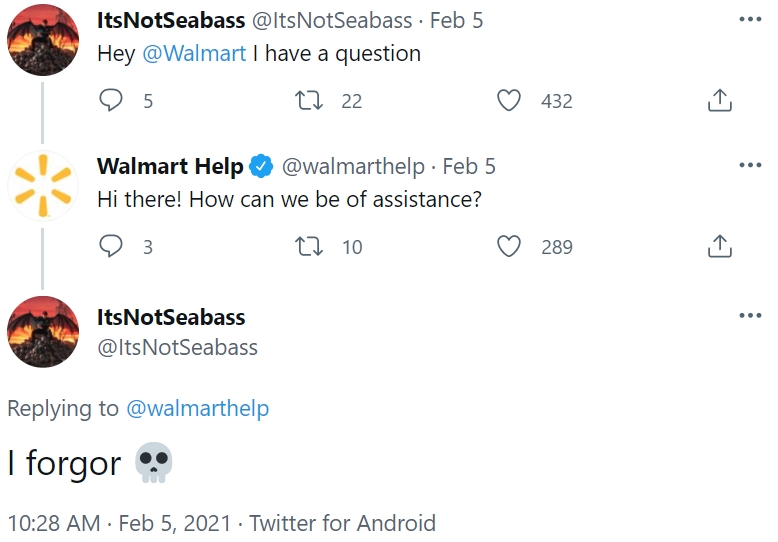 ItsNotSeabass @ItsNotSeabass · Feb 5
Hey @Walmart I have a question
5 22 432
Walmart Help @walmarthelp · Feb 5
Hi there! How can we be of assistance?
3 10 289
ItsNotSeabass
@ItsNotSeabass
Replying to @walmarthelp
I forgor 💀
10:28 AM · Feb 5, 2021 · Twitter for Android